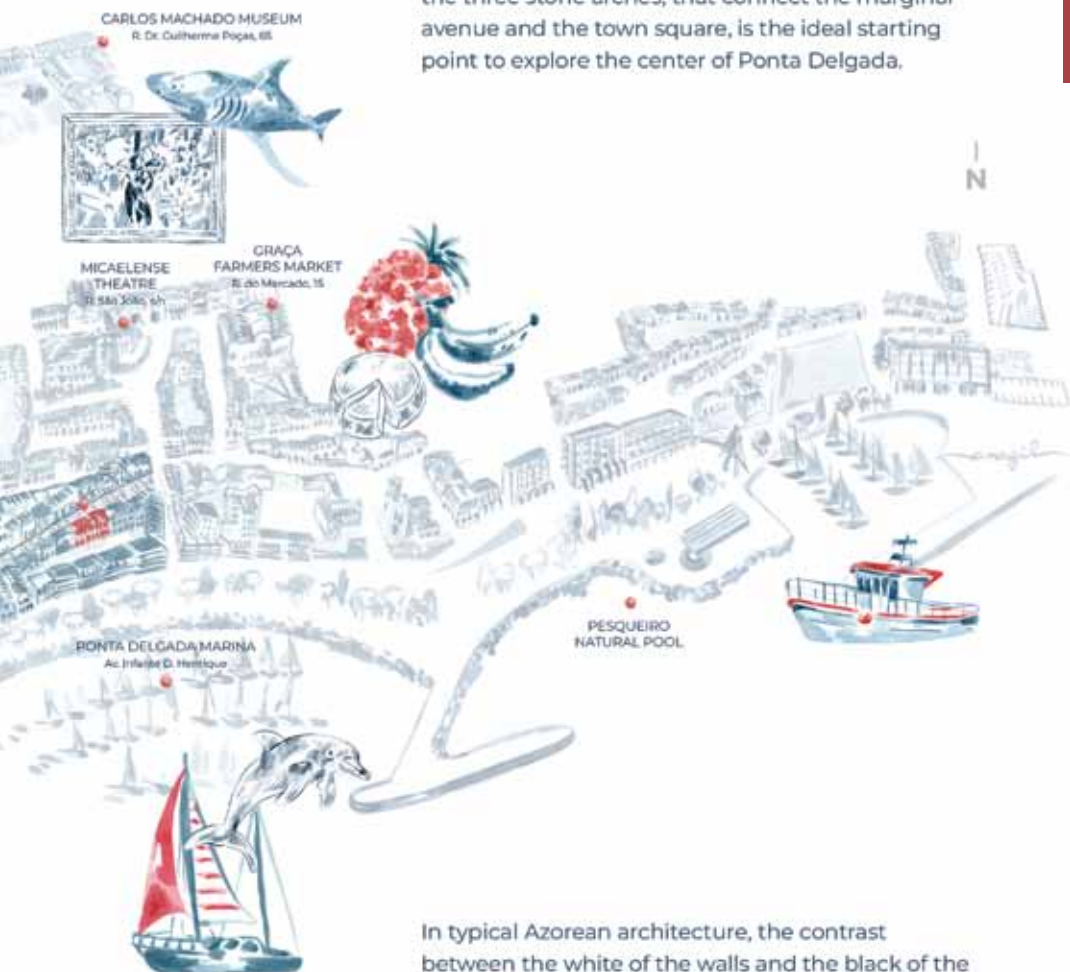 the three stone arches, that connect the marginal
avenue and the town square, is the ideal starting
point to explore the center of Ponta Delgada.
CARLOS MACHADO MUSEUM
R. Dr. Guilherme Poças, 65
N
MICAELENSE
THEATRE
R. São João, s/n
GRAÇA
FARMERS MARKET
R. do Mercado, 15
PESQUEIRO
NATURAL POOL
PONTA DELGADA MARINA
Av. Infante D. Henrique
In typical Azorean architecture, the contrast
between the white of the walls and the black of the